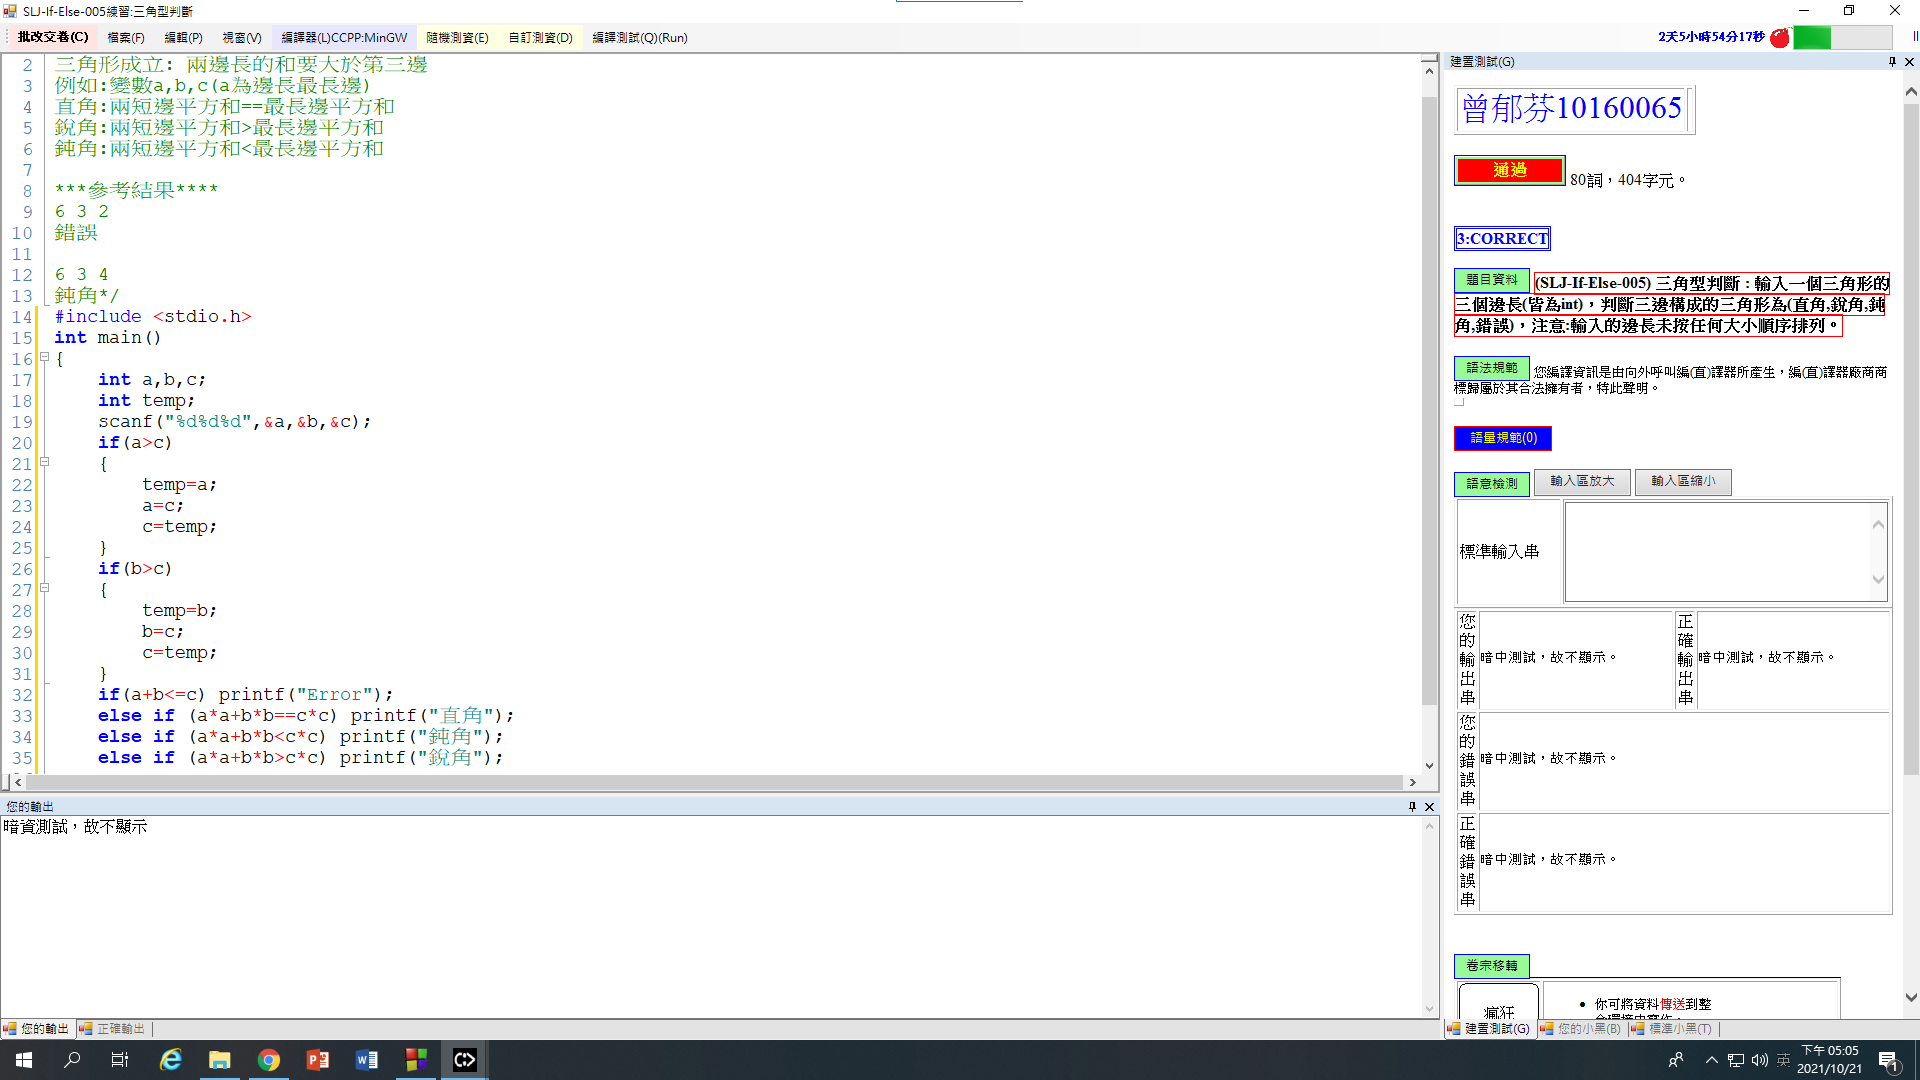 SLJ-If-Else-005練習:三角型判斷
批改交卷(C) 檔案(F) 編輯(P) 視窗(V) 編譯器(L)CCPP:MinGW 隨機測資(E) 自訂測資(D) 編譯測試(Q)(Run)
2天5小時54分17秒
2 三角形成立: 兩邊長的和要大於第三邊
3 例如:變數a,b,c(a為邊長最長邊)
4 直角:兩短邊平方和==最長邊平方和
5 銳角:兩短邊平方和>最長邊平方和
6 鈍角:兩短邊平方和<最長邊平方和
7
8 ***參考結果****
9 6 3 2
10 錯誤
11
12 6 3 4
13 鈍角*/
14 #include <stdio.h>
15 int main()
16 {
17 int a,b,c;
18 int temp;
19 scanf("%d%d%d",&a,&b,&c);
20 if(a>c)
21 {
22 temp=a;
23 a=c;
24 c=temp;
25 }
26 if(b>c)
27 {
28 temp=b;
29 b=c;
30 c=temp;
31 }
32 if(a+b<=c) printf("Error");
33 else if (a*a+b*b==c*c) printf("直角");
34 else if (a*a+b*b<c*c) printf("鈍角");
35 else if (a*a+b*b>c*c) printf("銳角");
您的輸出
暗資測試，故不顯示
您的輸出 正確輸出
建置測試(G)
曾郁芬10160065
通過 80詞，404字元。
3:CORRECT
題目資料 (SLJ-If-Else-005) 三角型判斷 : 輸入一個三角形的
三個邊長(皆為int)，判斷三邊構成的三角形為(直角,銳角,鈍
角,錯誤)，注意:輸入的邊長未按任何大小順序排列。
語法規範 您編譯資訊是由向外呼叫編(直)譯器所產生，編(直)譯器廠商商
標歸屬於其合法擁有者，特此聲明。
語量規範(0)
語意檢測 輸入區放大 輸入區縮小
標準輸入串
您的輸出串 暗中測試，故不顯示。 正確輸出串 暗中測試，故不顯示。
您的錯誤串 暗中測試，故不顯示。
正確錯誤串 暗中測試，故不顯示。
卷宗移轉
瘋狂 你可將資料傳送到整
建置測試(G) 您的小黑(B) 標準小黑(T)
英 下午 05:05
2021/10/21
1